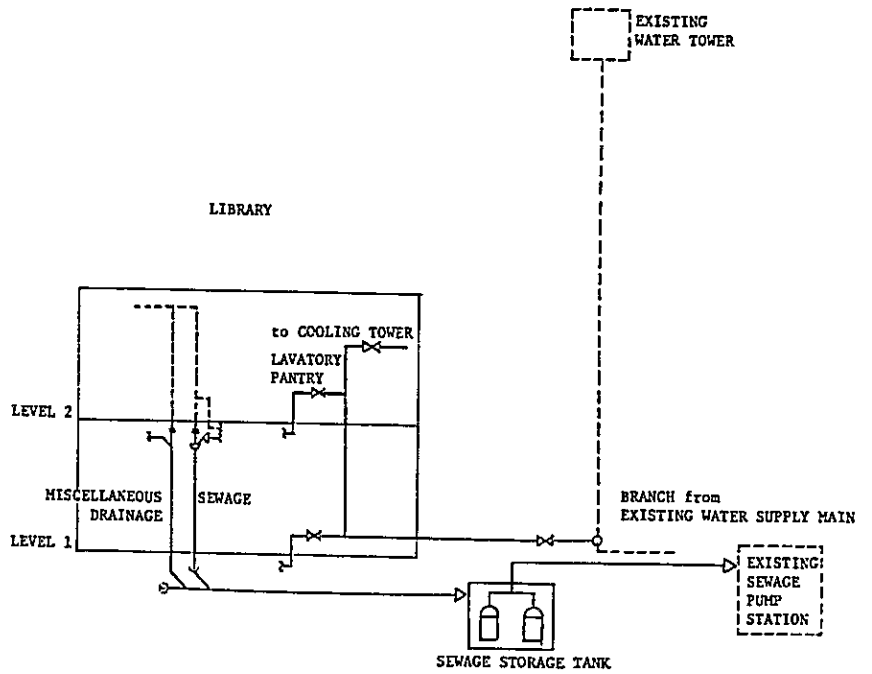 EXISTING
WATER TOWER
LIBRARY
to COOLING TOWER
LAVATORY
PANTRY
LEVEL 2
MISCELLANEOUS
DRAINAGE
SEWAGE
BRANCH from
EXISTING WATER SUPPLY MAIN
LEVEL 1
EXISTING
SEWAGE
PUMP
STATION
SEWAGE STORAGE TANK